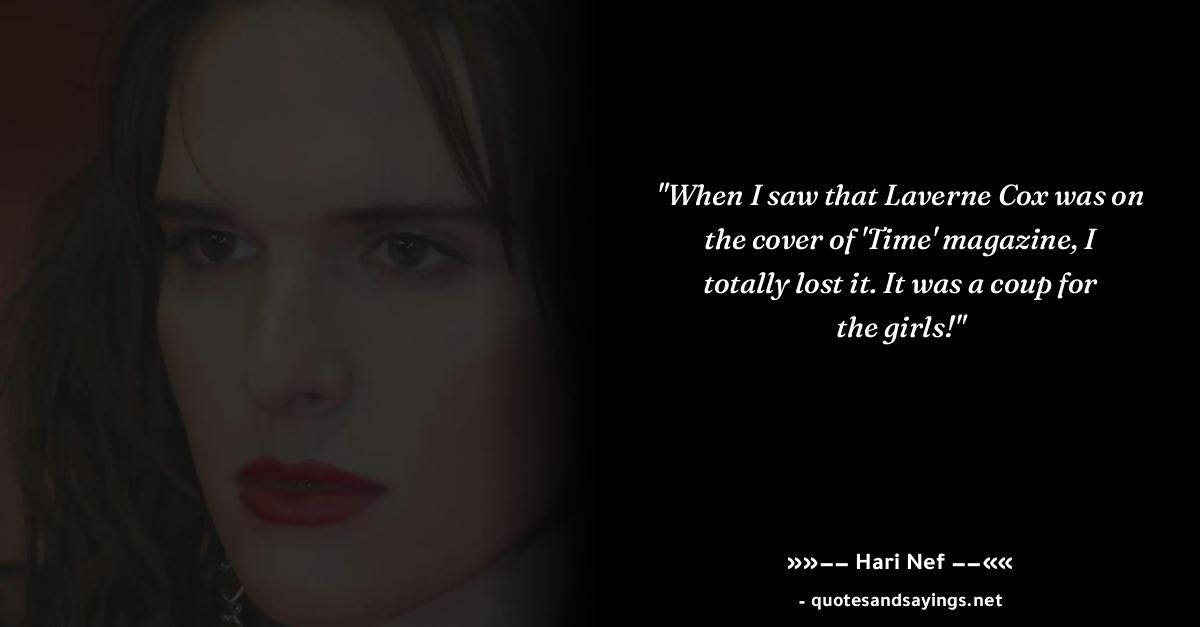 "When I saw that Laverne Cox was on
the cover of 'Time' magazine, I
totally lost it. It was a coup for
the girls!"
»»—— Hari Nef ——««
- quotesandsayings.net